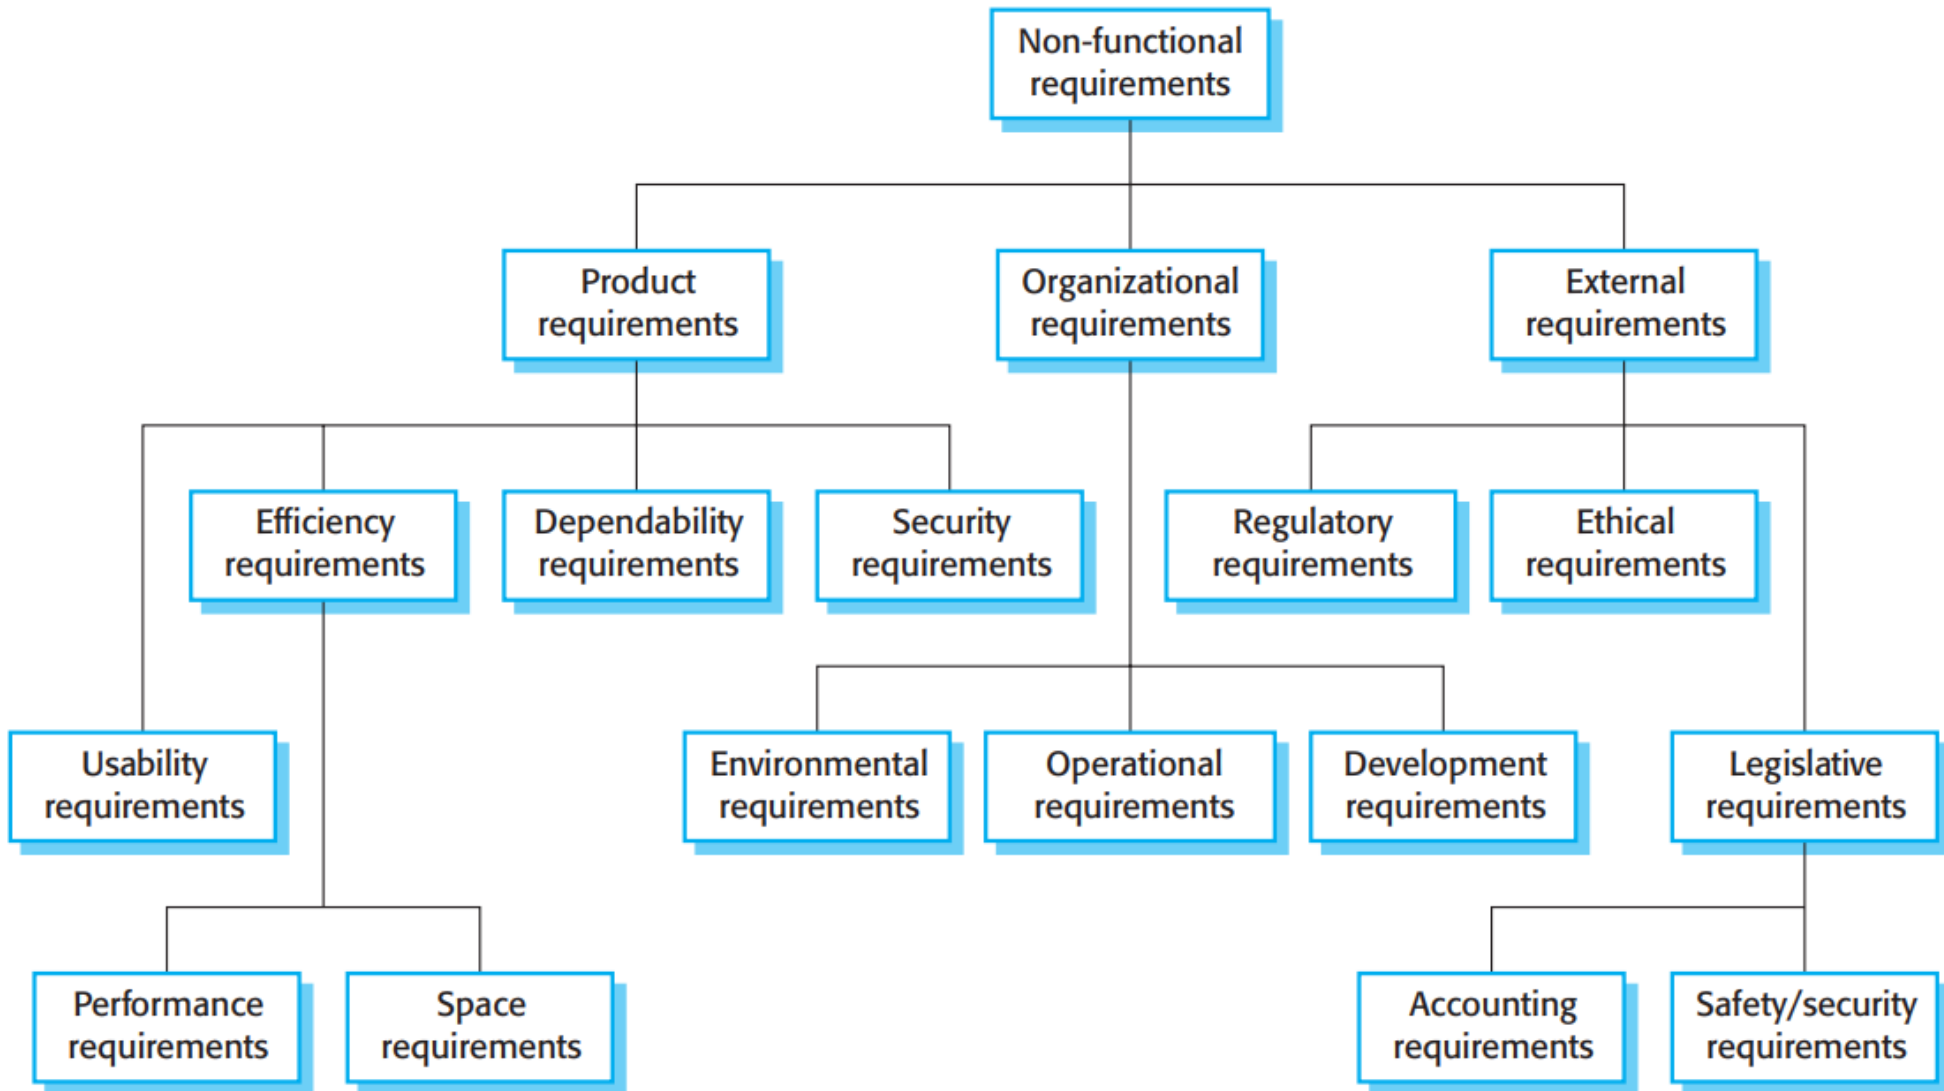 Non-functional
requirements
Product
requirements
Organizational
requirements
External
requirements
Efficiency
requirements
Dependability
requirements
Security
requirements
Regulatory
requirements
Ethical
requirements
Usability
requirements
Environmental
requirements
Operational
requirements
Development
requirements
Legislative
requirements
Performance
requirements
Space
requirements
Accounting
requirements
Safety/security
requirements